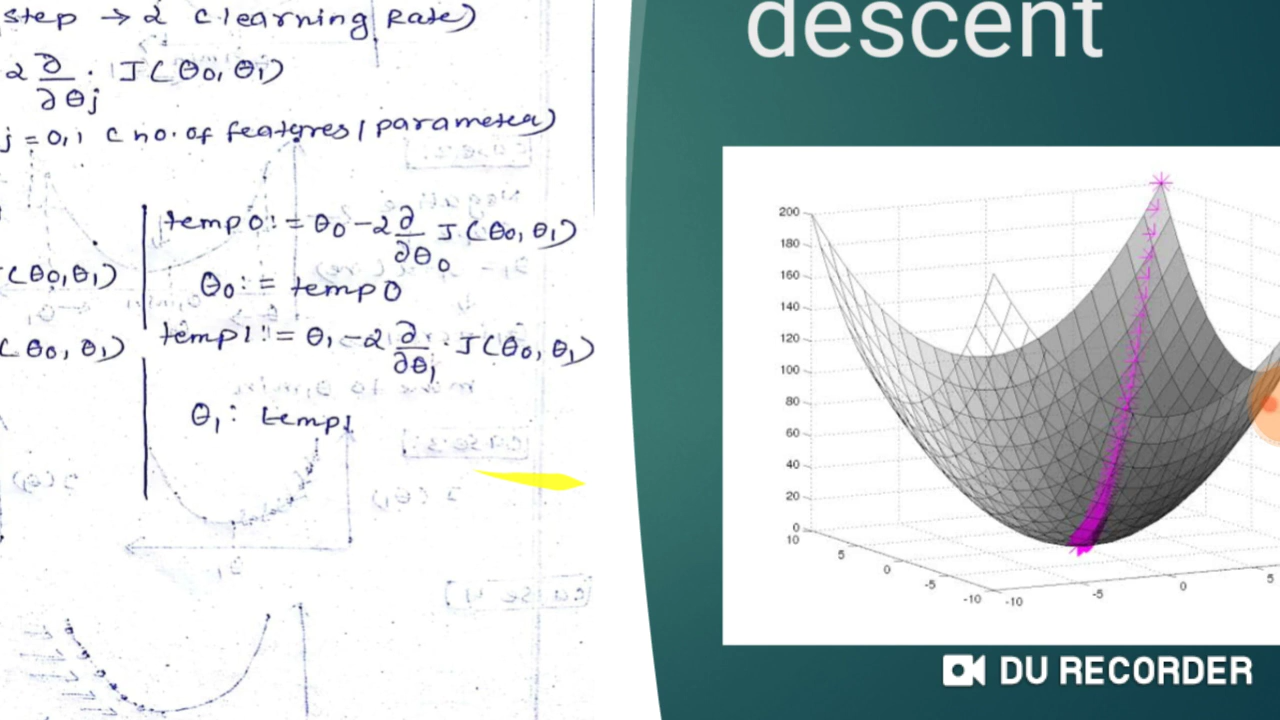 step → α (learning Rate)
α ∂/∂θj . J(θ0, θ1)
j = 0,1 (no. of features / parameter)
temp0 := θ0 - α ∂/∂θ0 J(θ0, θ1)
(θ0, θ1)
θ0 := temp0
temp1 := θ1 - α ∂/∂θj . J(θ0, θ1)
(θ0, θ1)
θ1 : temp1
descent
200
180
160
140
120
100
80
60
40
20
0
10
5
0
-5
-10
-10
-5
0
5
DU RECORDER